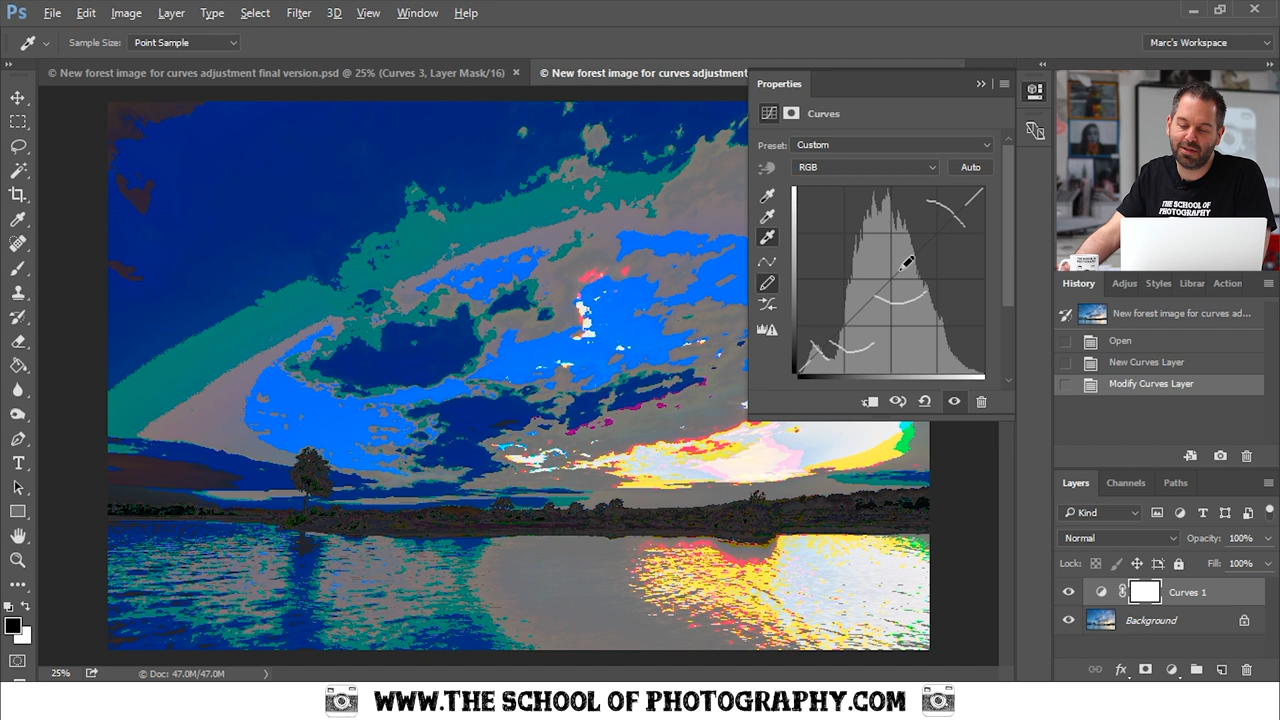 Ps File Edit Image Layer Type Select Filter 3D View Window Help
Sample Size: Point Sample
Marc's Workspace
© New forest image for curves adjustment final version.psd @ 25% (Curves 3, Layer Mask/16) ×
© New forest image for curves adjustment
Properties
Curves
Preset: Custom
RGB
Auto
THE SCHOOL OF
PHOTOGRAPHY
History Adjus Styles Librar Action
New forest image for curves ad...
Open
New Curves Layer
Modify Curves Layer
Layers Channels Paths
Kind
Normal Opacity: 100%
Lock: Fill: 100%
Curves 1
Background
25% © Doc: 47.0M/47.0M
WWW.THE SCHOOL OF PHOTOGRAPHY.COM